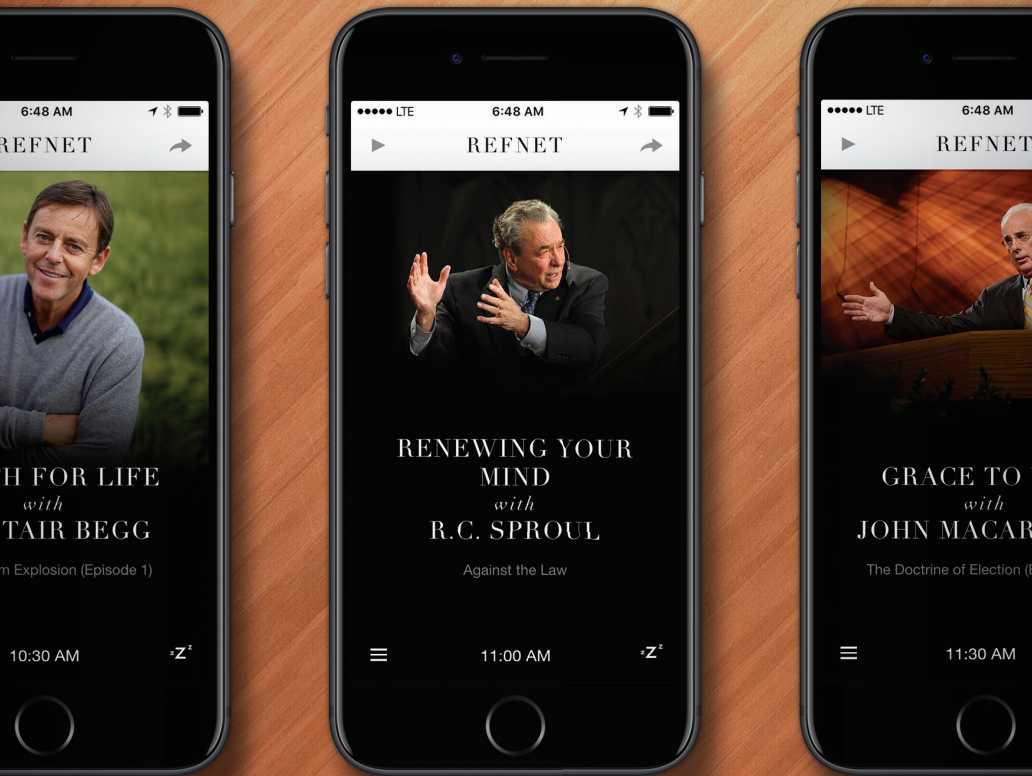 6:48 AM
REFNET
H FOR LIFE
with
TAIR BEGG
m Explosion (Episode 1)
10:30 AM
zZz
LTE 6:48 AM
REFNET
RENEWING YOUR
MIND
with
R.C. SPROUL
Against the Law
11:00 AM zZz
LTE 6:48 AM
REFNET
GRACE TO
with
JOHN MACAR
The Doctrine of Election (
11:30 AM